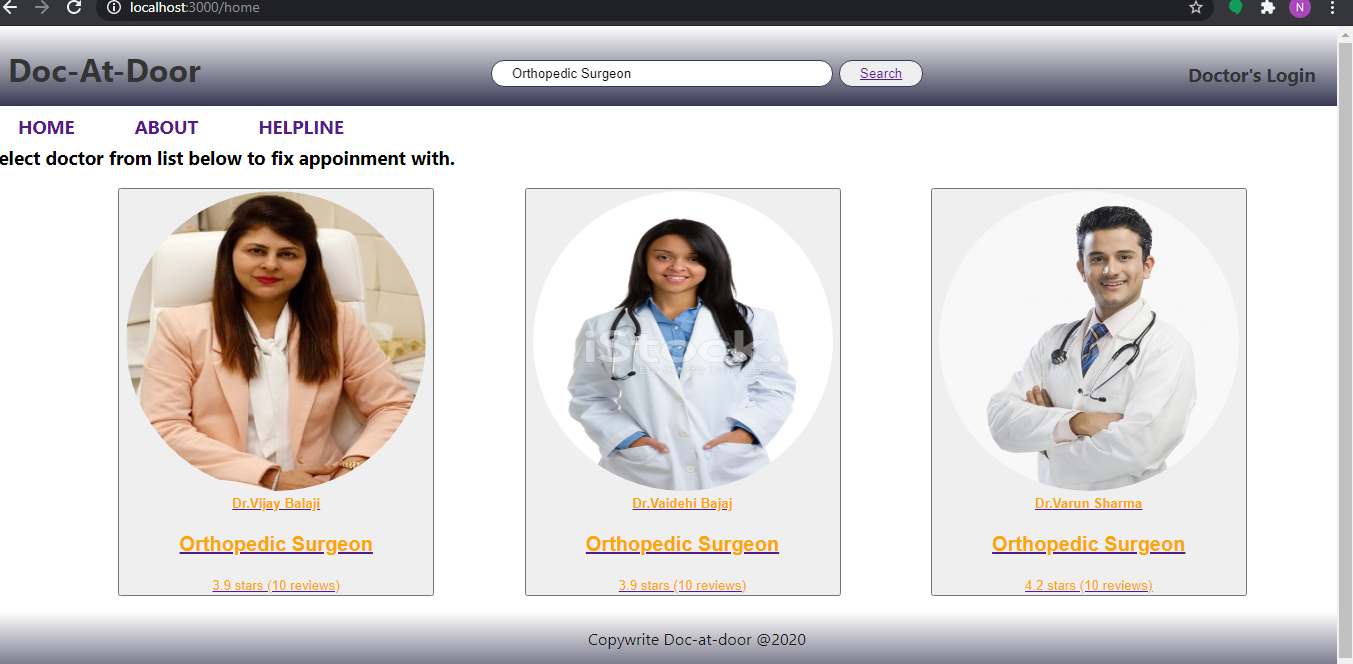 localhost:3000/home
N
Doc-At-Door
Orthopedic Surgeon
Search
Doctor's Login
HOME
ABOUT
HELPLINE
elect doctor from list below to fix appoinment with.
iStock.
Dr.Vijay Balaji
Orthopedic Surgeon
3.9 stars (10 reviews)
Dr.Vaidehi Bajaj
Orthopedic Surgeon
3.9 stars (10 reviews)
Dr.Varun Sharma
Orthopedic Surgeon
4.2 stars (10 reviews)
Copywrite Doc-at-door @2020